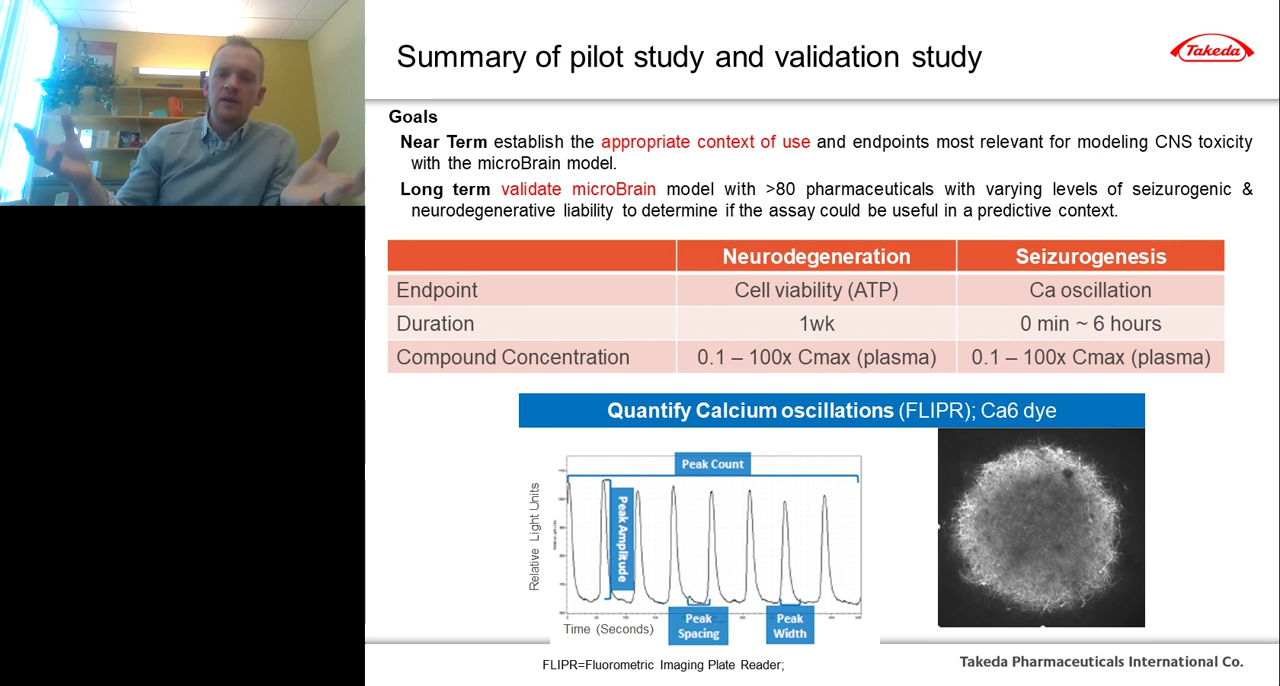 Summary of pilot study and validation study
Takeda
Goals
Near Term establish the appropriate context of use and endpoints most relevant for modeling CNS toxicity
with the microBrain model.
Long term validate microBrain model with >80 pharmaceuticals with varying levels of seizurogenic &
neurodegenerative liability to determine if the assay could be useful in a predictive context.
Neurodegeneration Seizurogenesis
Endpoint Cell viability (ATP) Ca oscillation
Duration 1wk 0 min ~ 6 hours
Compound Concentration 0.1 – 100x Cmax (plasma) 0.1 – 100x Cmax (plasma)
Quantify Calcium oscillations (FLIPR); Ca6 dye
Peak Count
Relative Light Units
Peak Amplitude
Peak Spacing
Peak Width
Time (Seconds)
FLIPR=Fluorometric Imaging Plate Reader;
Takeda Pharmaceuticals International Co.